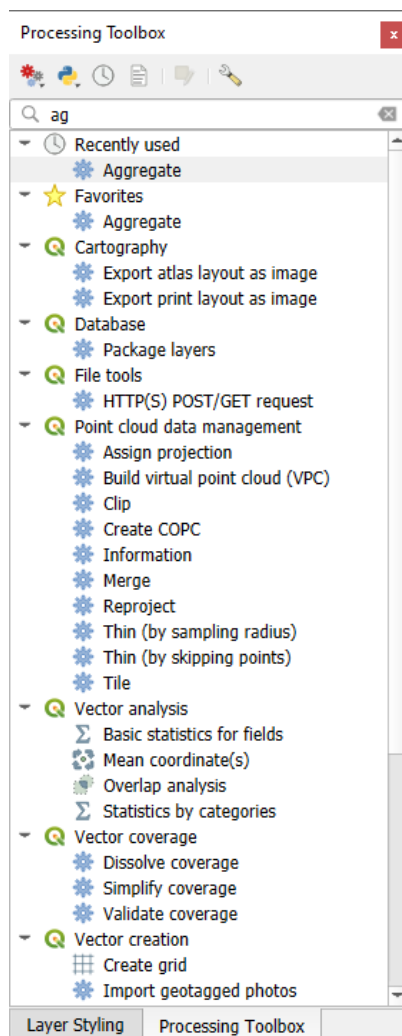 Processing Toolbox
ag
Recently used
Aggregate
Favorites
Aggregate
Cartography
Export atlas layout as image
Export print layout as image
Database
Package layers
File tools
HTTP(S) POST/GET request
Point cloud data management
Assign projection
Build virtual point cloud (VPC)
Clip
Create COPC
Information
Merge
Reproject
Thin (by sampling radius)
Thin (by skipping points)
Tile
Vector analysis
Basic statistics for fields
Mean coordinate(s)
Overlap analysis
Statistics by categories
Vector coverage
Dissolve coverage
Simplify coverage
Validate coverage
Vector creation
Create grid
Import geotagged photos
Layer Styling Processing Toolbox